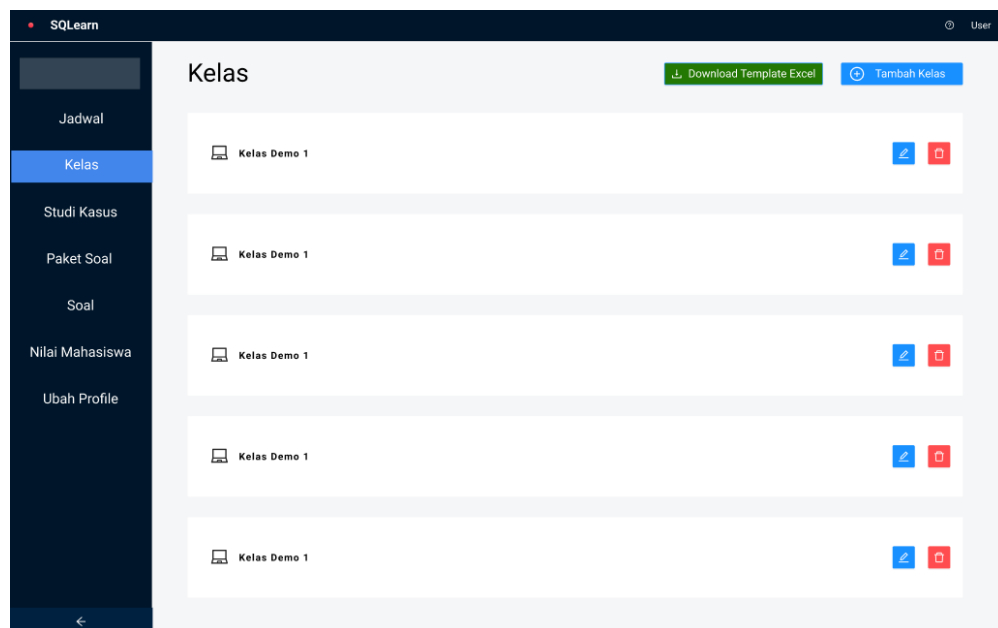 SQLearn
User
Jadwal
Kelas
Studi Kasus
Paket Soal
Soal
Nilai Mahasiswa
Ubah Profile
Kelas
Download Template Excel
Tambah Kelas
Kelas Demo 1
Kelas Demo 1
Kelas Demo 1
Kelas Demo 1
Kelas Demo 1